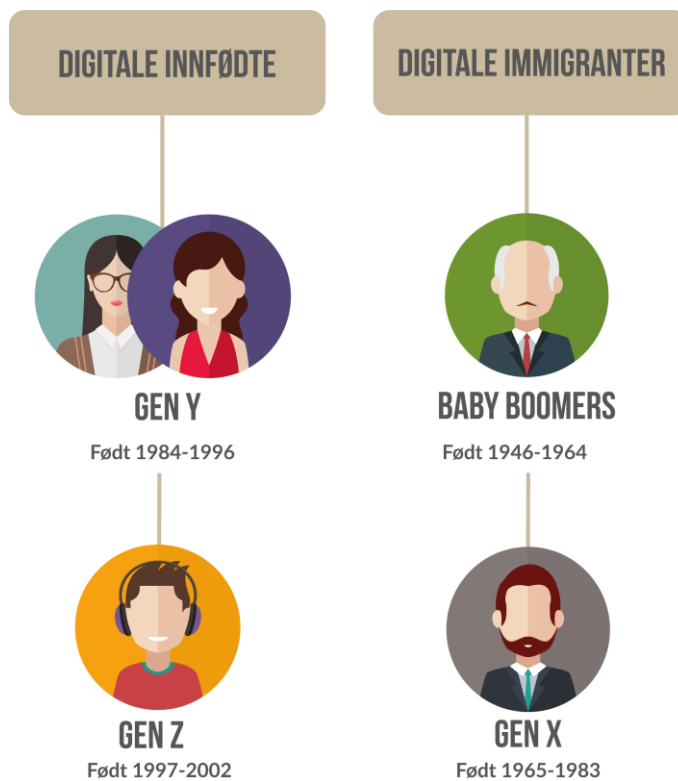 DIGITALE INNFØDTE
GEN Y
Født 1984-1996
GEN Z
Født 1997-2002
DIGITALE IMMIGRANTER
BABY BOOMERS
Født 1946-1964
GEN X
Født 1965-1983